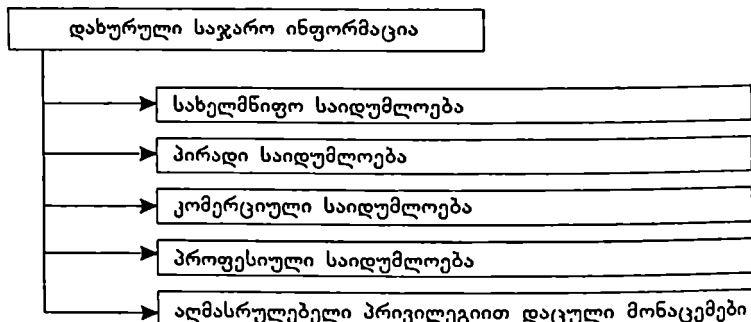 დახურული საჯარო ინფორმაცია
სახელმწიფო საიდუმლოება
პირადი საიდუმლოება
კომერციული საიდუმლოება
პროფესიული საიდუმლოება
აღმასრულებელი პრივილეგიით დაცული მონაცემები